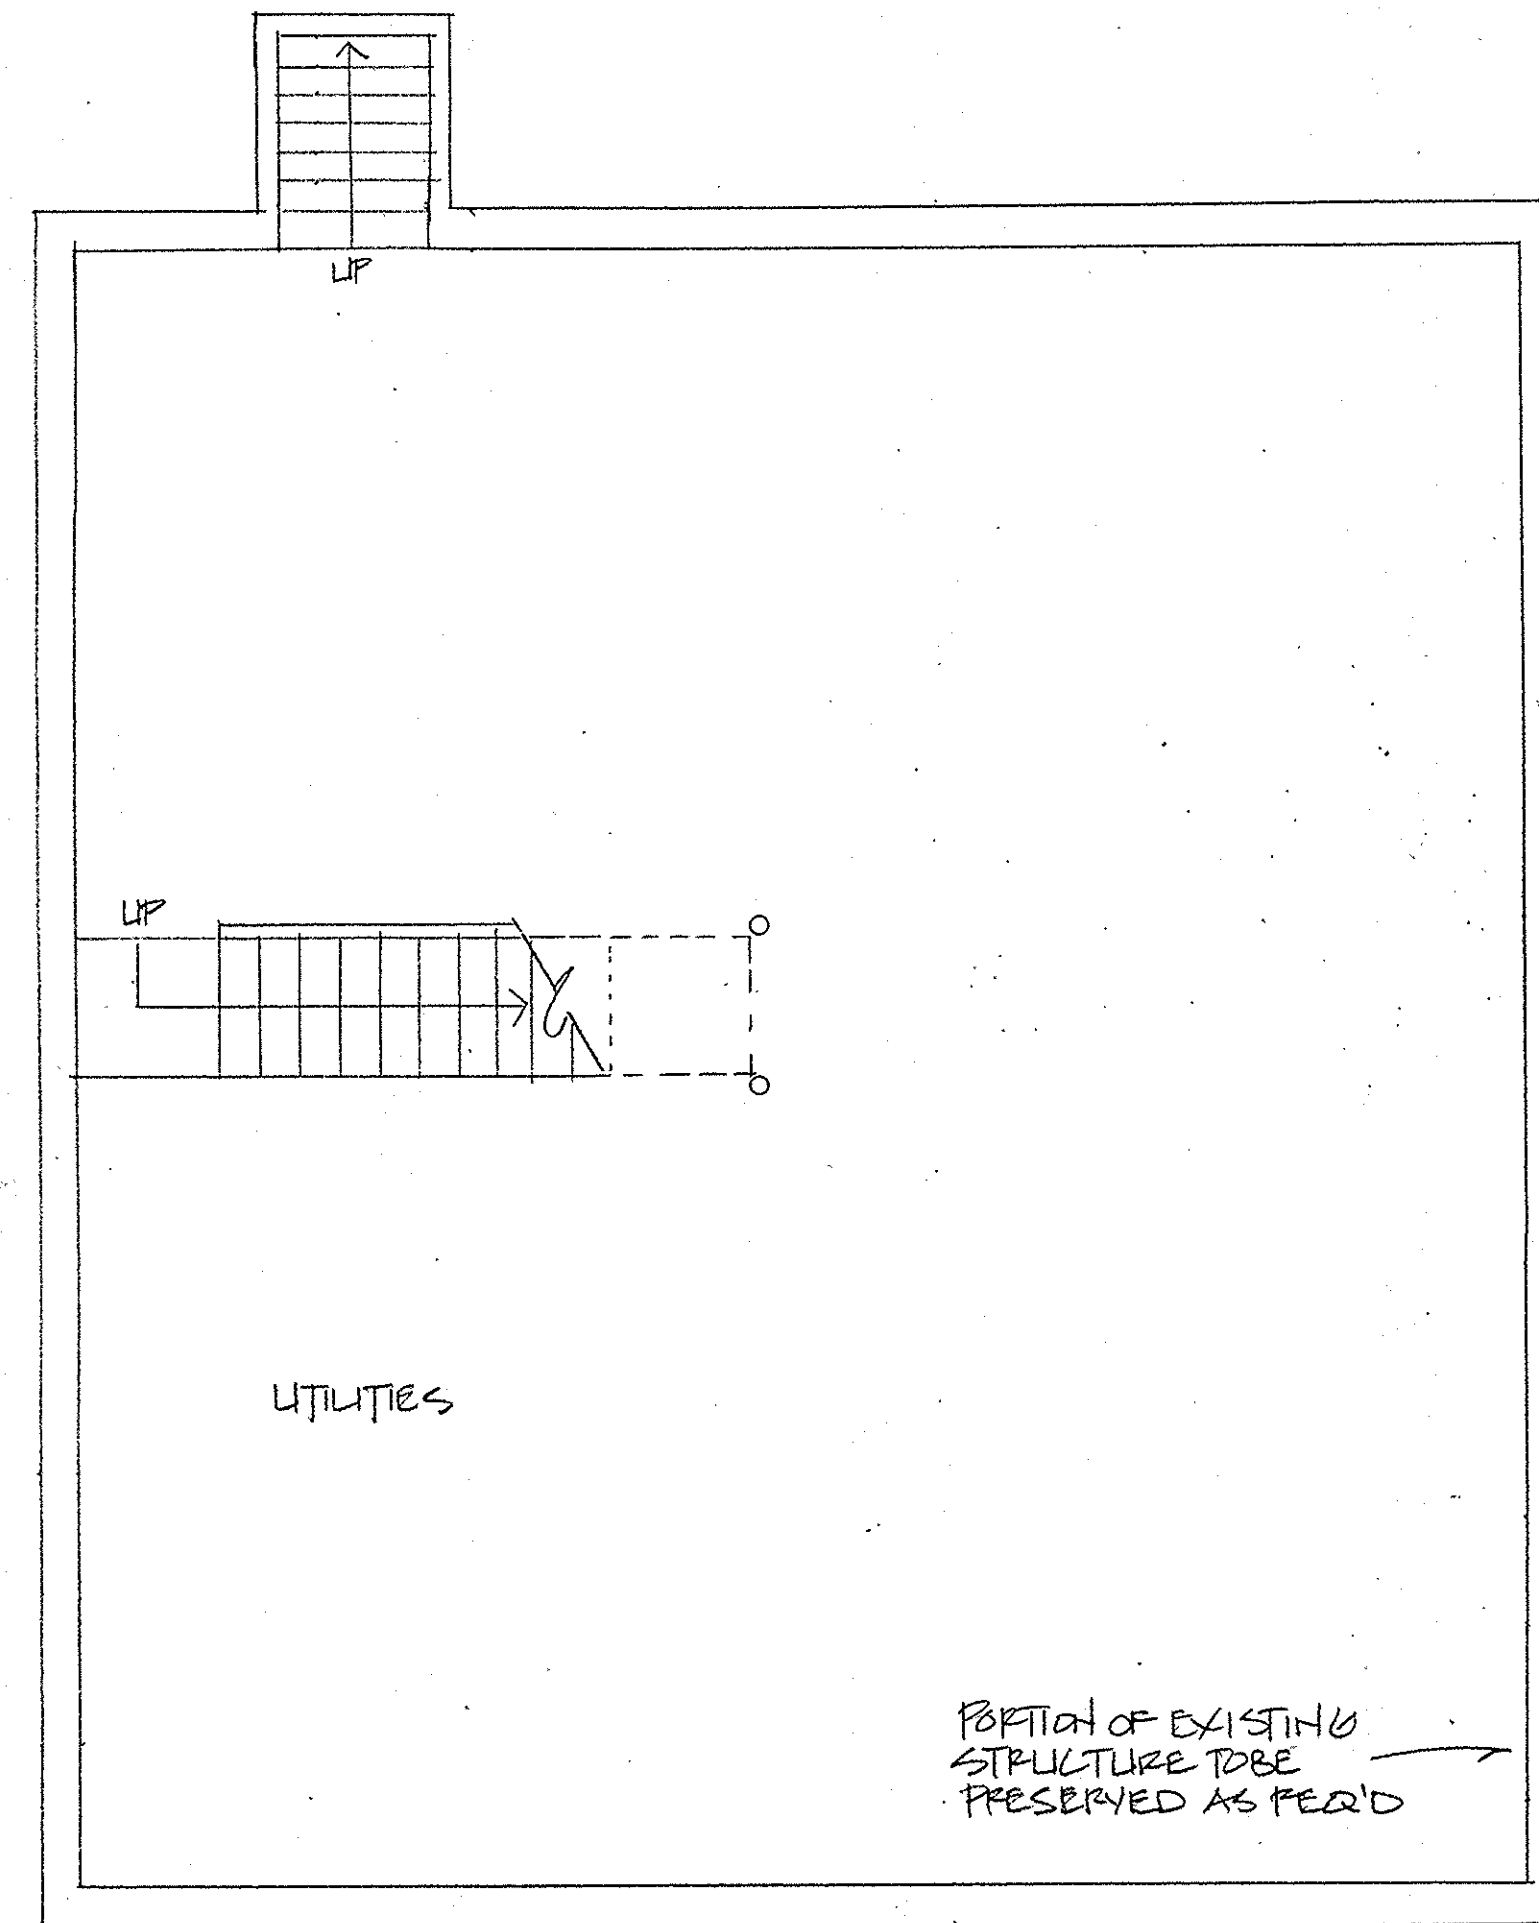 UP
UP
UTILITIES
PORTION OF EXISTING
STRUCTURE TO BE
PRESERVED AS REQ'D